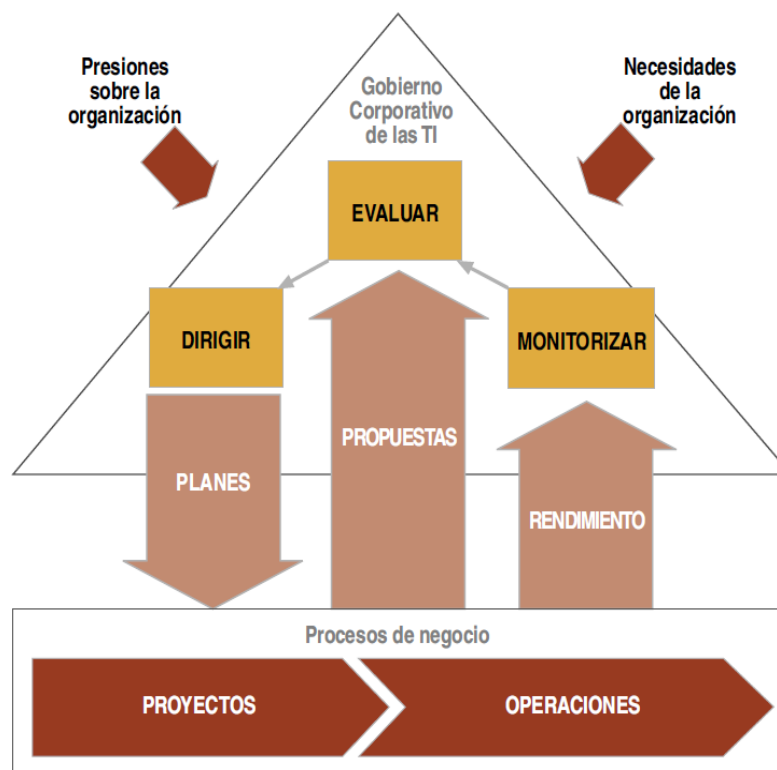 Presiones
sobre la
organización
Gobierno
Corporativo
de las TI
Necesidades
de la
organización
EVALUAR
DIRIGIR
MONITORIZAR
PROPUESTAS
PLANES
RENDIMIENTO
Procesos de negocio
PROYECTOS
OPERACIONES